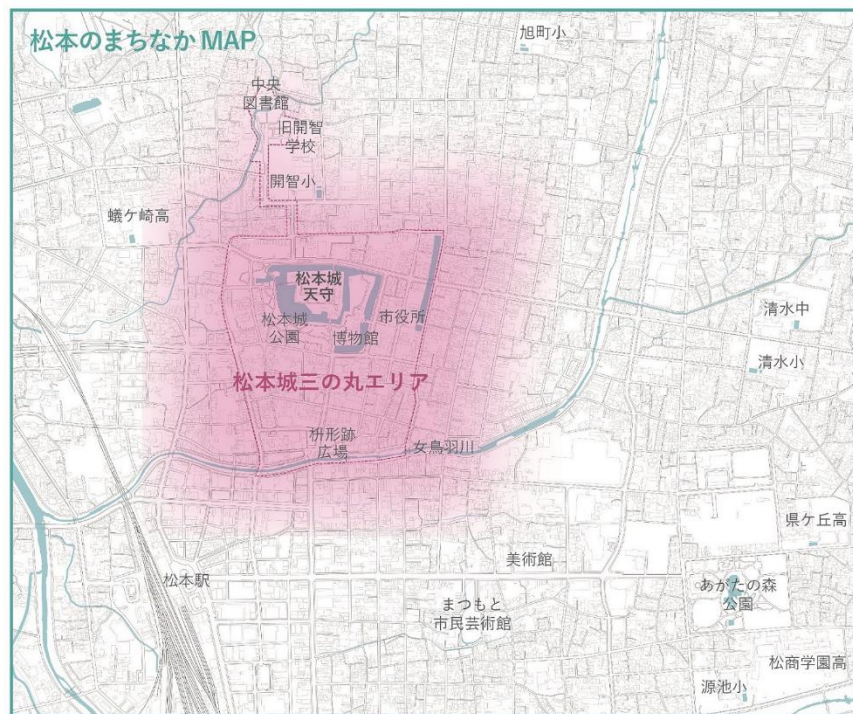 松本のまちなかMAP
旭町小
中央
図書館
旧開智
学校
開智小
蟻ケ崎高
松本城
天守
松本城
公園
市役所
博物館
清水中
清水小
松本城三の丸エリア
枡形跡
広場
女鳥羽川
県ケ丘高
美術館
松本駅
あがたの森
公園
まつもと
市民芸術館
松商学園高
源池小